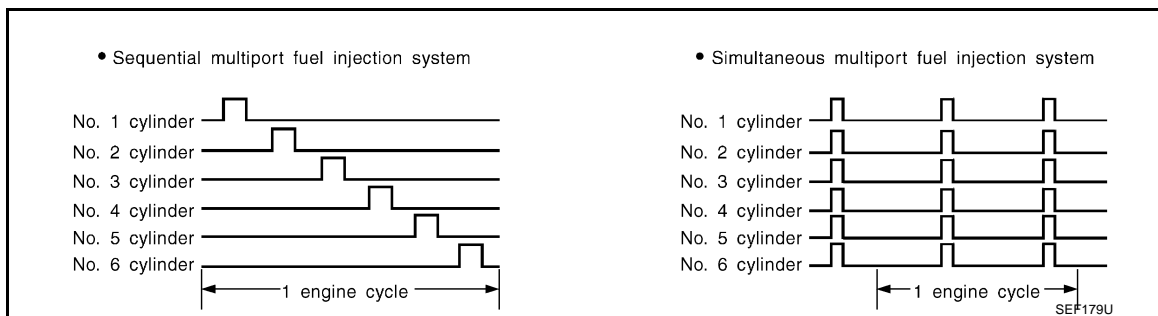 • Sequential multiport fuel injection system
No. 1 cylinder
No. 2 cylinder
No. 3 cylinder
No. 4 cylinder
No. 5 cylinder
No. 6 cylinder
1 engine cycle
• Simultaneous multiport fuel injection system
No. 1 cylinder
No. 2 cylinder
No. 3 cylinder
No. 4 cylinder
No. 5 cylinder
No. 6 cylinder
1 engine cycle
SEF179U